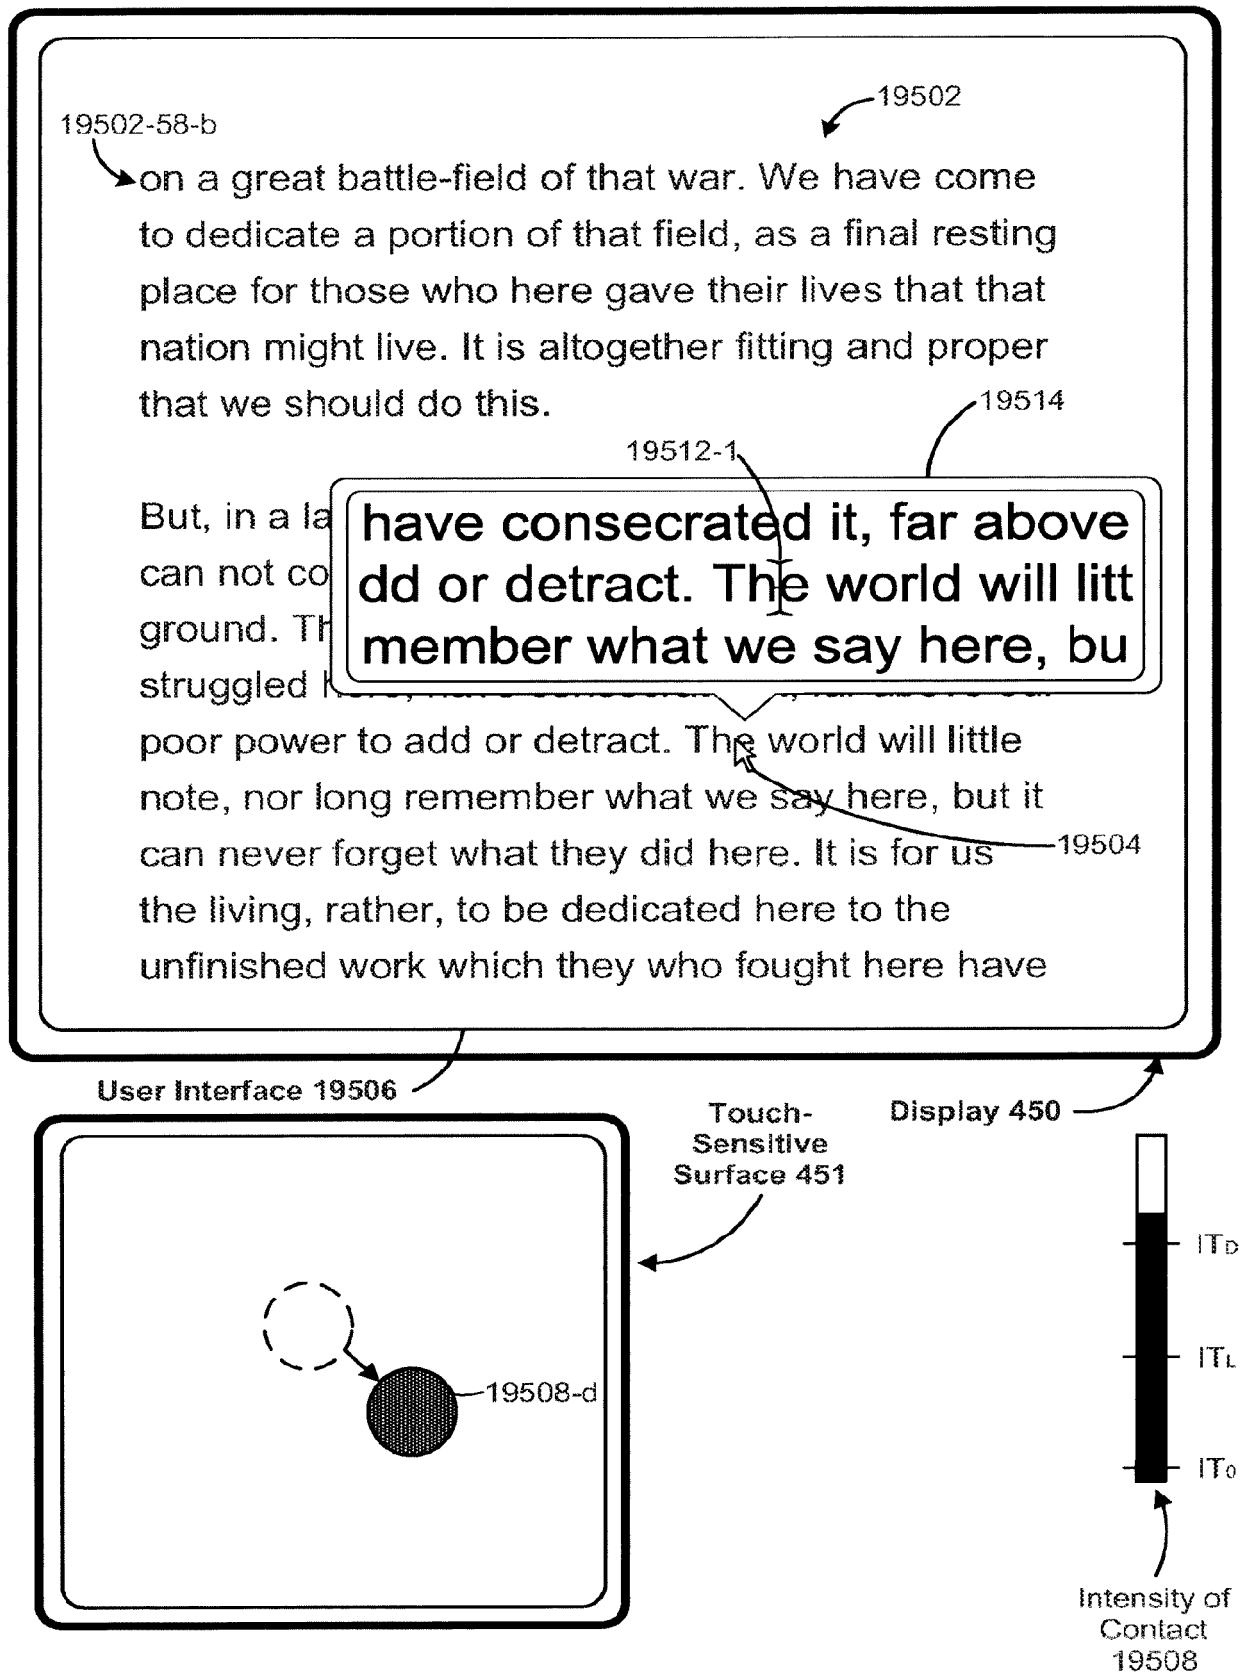 19502
19502-58-b
on a great battle-field of that war. We have come
to dedicate a portion of that field, as a final resting
place for those who here gave their lives that that
nation might live. It is altogether fitting and proper
that we should do this.
19514
19512-1
But, in a la
can not co
ground. Th
struggled
have consecrated it, far above
dd or detract. The world will litt
member what we say here, bu
poor power to add or detract. The world will little
note, nor long remember what we say here, but it
can never forget what they did here. It is for us
19504
the living, rather, to be dedicated here to the
unfinished work which they who fought here have
User Interface 19506
Display 450
Touch-
Sensitive
Surface 451
19508-d
ITD
ITL
IT0
Intensity of
Contact
19508